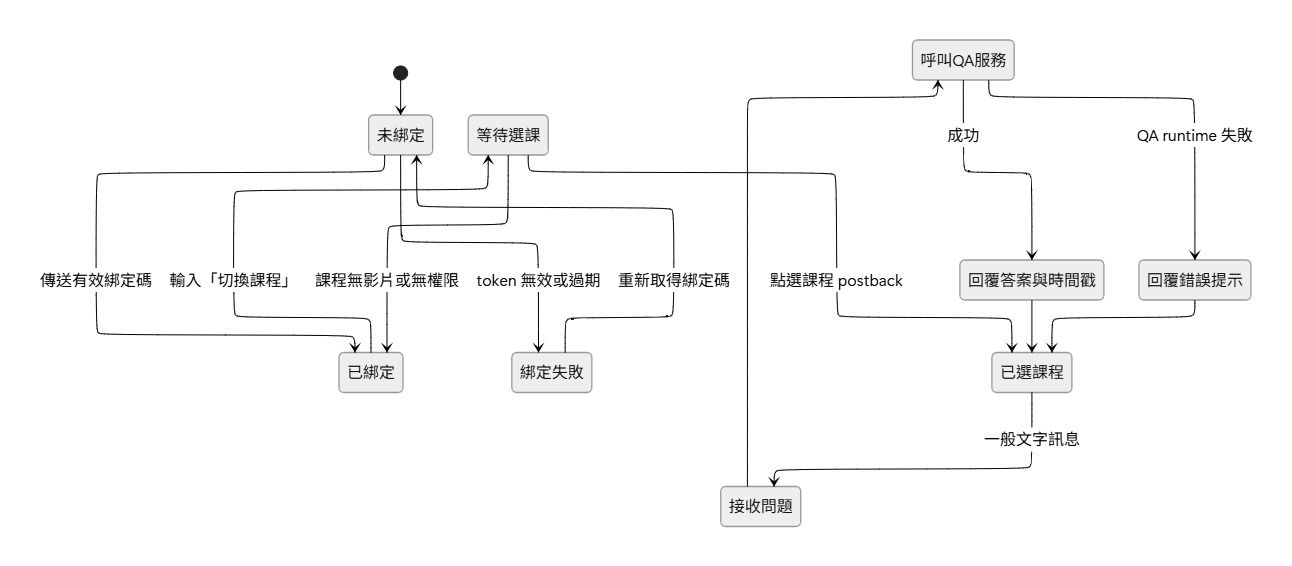 呼叫QA服務
未綁定
等待選課
成功
QA runtime 失敗
傳送有效綁定碼
輸入「切換課程」
課程無影片或無權限
token 無效或過期
重新取得綁定碼
點選課程 postback
回覆答案與時間戳
回覆錯誤提示
已綁定
綁定失敗
已選課程
一般文字訊息
接收問題